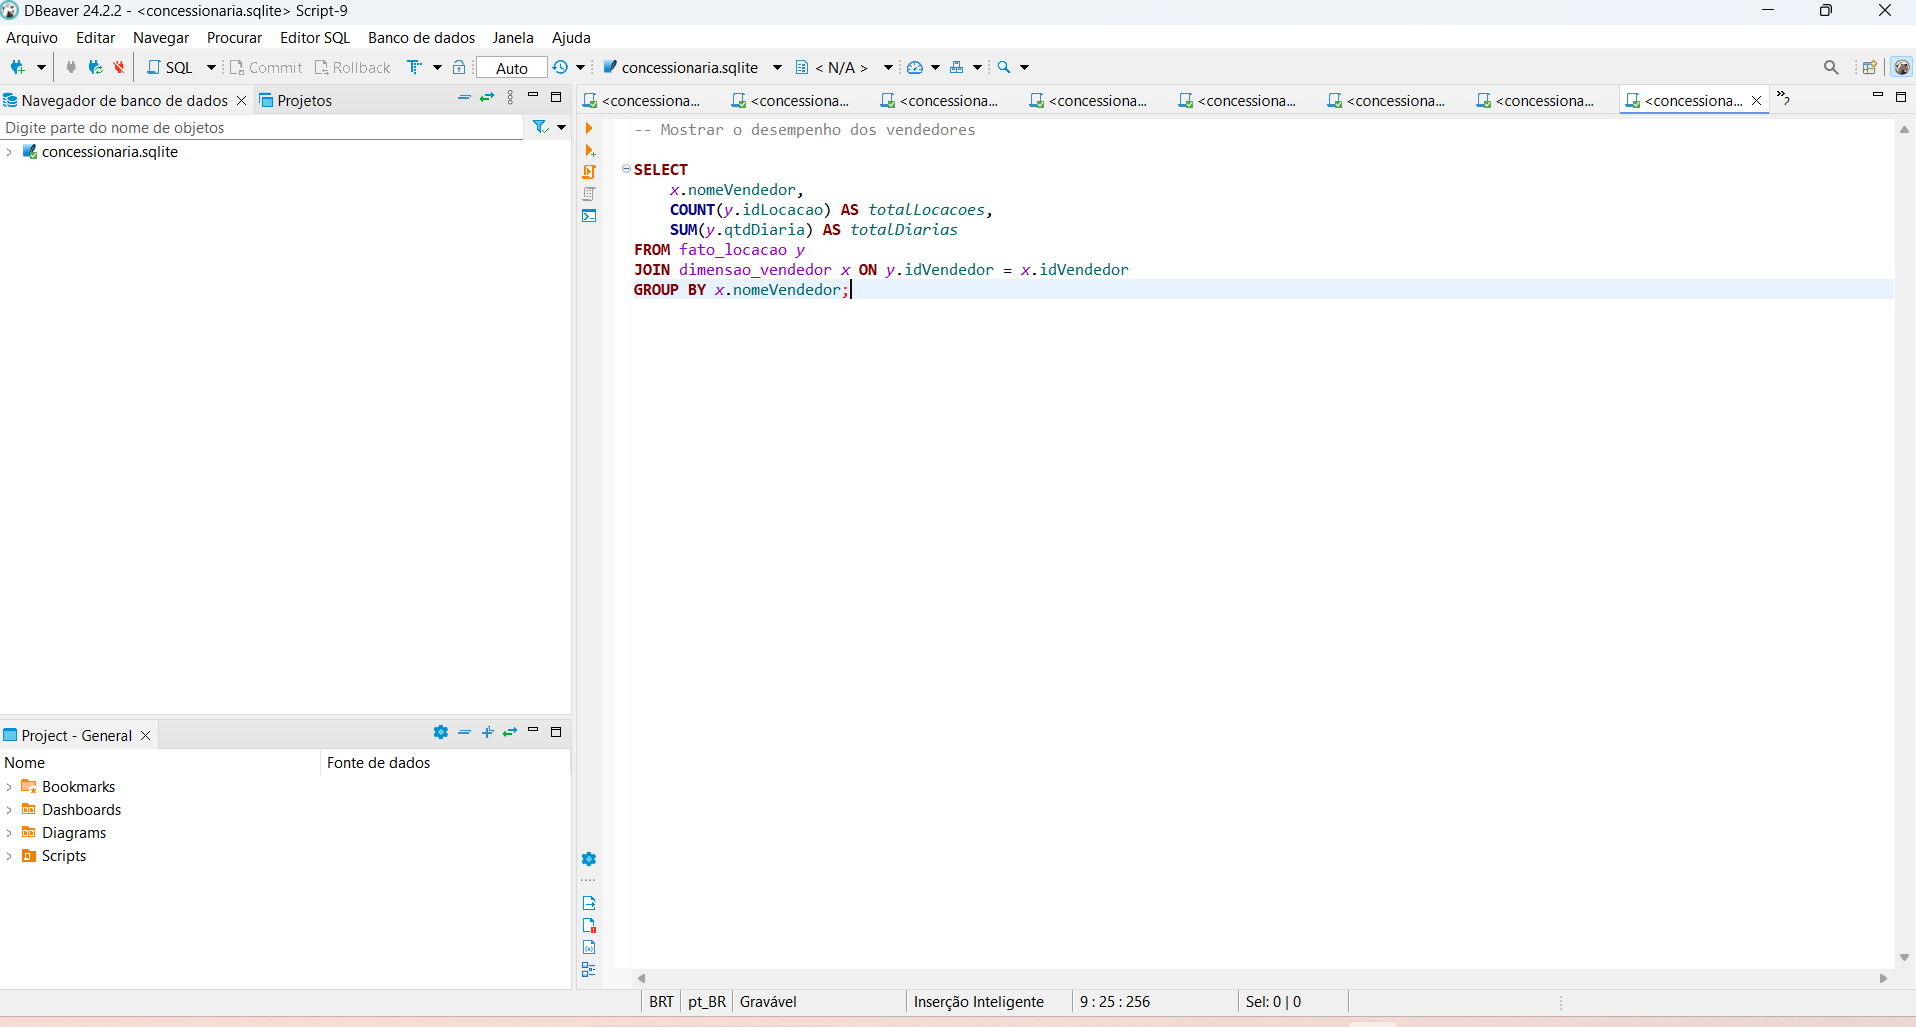 DBeaver 24.2.2 - <concessionaria.sqlite> Script-9
Arquivo Editar Navegar Procurar Editor SQL Banco de dados Janela Ajuda
SQL Commit Rollback Auto concessionaria.sqlite < N/A >
Navegador de banco de dados Projetos
<concessiona... <concessiona... <concessiona... <concessiona... <concessiona... <concessiona... <concessiona... <concessiona... »2
Digite parte do nome de objetos
concessionaria.sqlite
-- Mostrar o desempenho dos vendedores
SELECT
x.nomeVendedor,
COUNT(y.idLocacao) AS totalLocacoes,
SUM(y.qtdDiaria) AS totalDiarias
FROM fato_locacao y
JOIN dimensao_vendedor x ON y.idVendedor = x.idVendedor
GROUP BY x.nomeVendedor;
Project - General
Nome Fonte de dados
Bookmarks
Dashboards
Diagrams
Scripts
BRT pt_BR Gravável Inserção Inteligente 9 : 25 : 256 Sel: 0 | 0